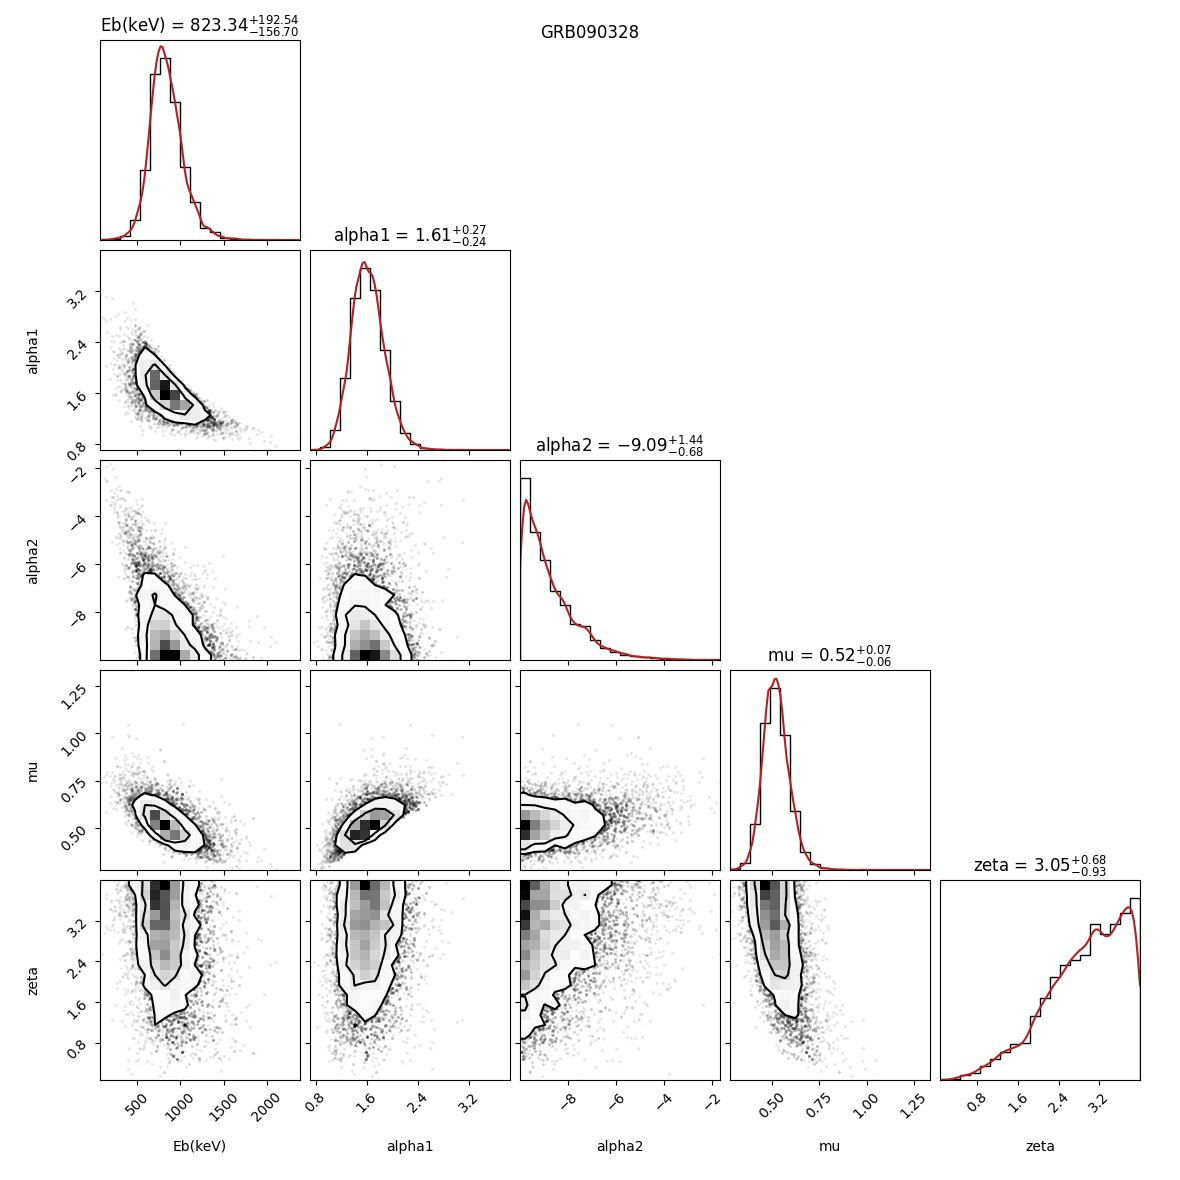 Eb(keV) = 823.34+192.54−156.70
GRB090328
alpha1 = 1.61+0.27−0.24
3.2
2.4
1.6
0.8
alpha1
alpha2 = −9.09+1.44−0.68
−2
−4
−6
−8
alpha2
mu = 0.52+0.07−0.06
1.25
1.00
0.75
0.50
mu
zeta = 3.05+0.68−0.93
3.2
2.4
1.6
0.8
zeta
500 1000 1500 2000
0.8 1.6 2.4 3.2
−8 −6 −4 −2
0.50 0.75 1.00 1.25
0.8 1.6 2.4 3.2
Eb(keV) alpha1 alpha2 mu zeta